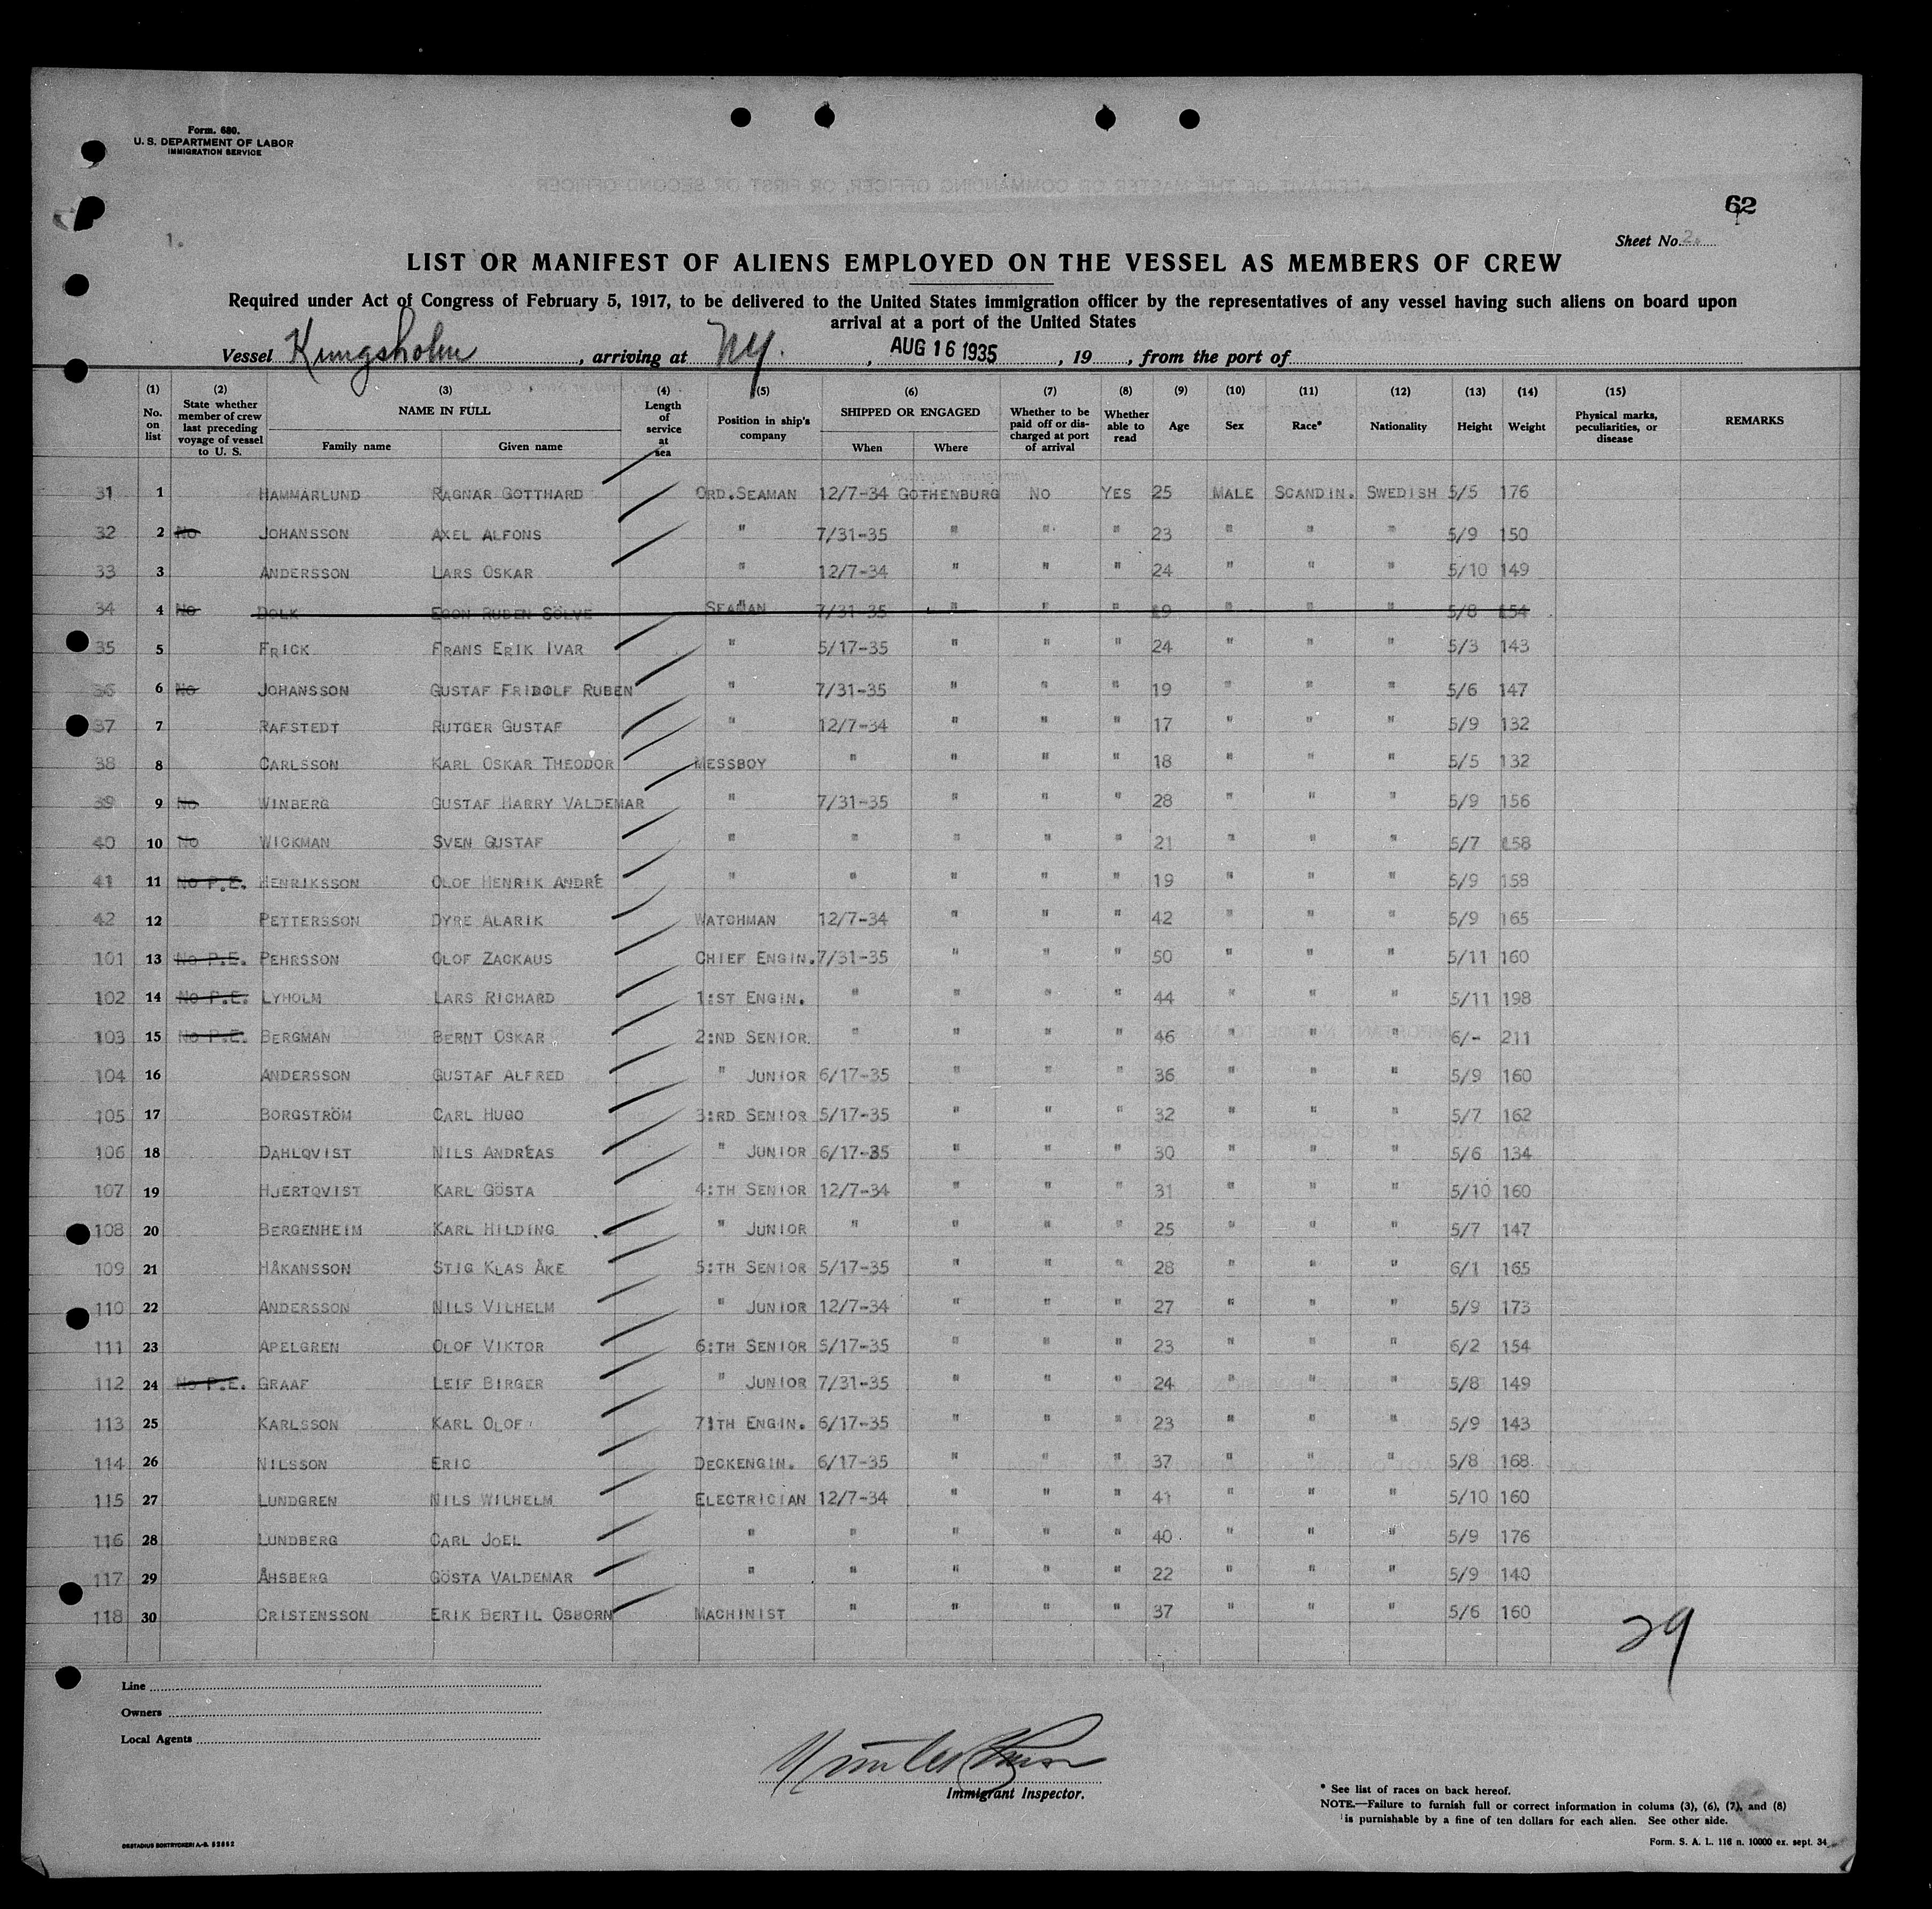 Form. 680.
U. S. DEPARTMENT OF LABOR
IMMIGRATION SERVICE
62
1.
Sheet No. 2.
LIST OR MANIFEST OF ALIENS EMPLOYED ON THE VESSEL AS MEMBERS OF CREW
Required under Act of Congress of February 5, 1917, to be delivered to the United States immigration officer by the representatives of any vessel having such aliens on board upon
arrival at a port of the United States
Vessel Kungsholm, arriving at NY., AUG 16 1935, 19, from the port of
(1) (2) (3) (4) (5) (6) (7) (8) (9) (10) (11) (12) (13) (14) (15)
No. on list | State whether member of crew last preceding voyage of vessel to U. S. | NAME IN FULL Family name Given name | Length of service at sea | Position in ship's company | SHIPPED OR ENGAGED When Where | Whether to be paid off or discharged at port of arrival | Whether able to read | Age | Sex | Race* | Nationality | Height | Weight | Physical marks, peculiarities, or disease | REMARKS
31 1 HAMMARLUND RAGNAR GOTTHARD ORD.SEAMAN 12/7-34 GOTHENBURG NO YES 25 MALE SCANDIN. SWEDISH 5/5 176
32 2 No JOHANSSON AXEL ALFONS " 7/31-35 " " " 23 " " " 5/9 150
33 3 ANDERSSON LARS OSKAR " 12/7-34 " " " 24 " " " 5/10 149
34 4 No DOLK EGON RUBEN SÖLVE SEAMAN 7/31-35 " " " 19 " " " 5/8 154
35 5 FRICK FRANS ERIK IVAR " 5/17-35 " " " 24 " " " 5/3 143
36 6 No JOHANSSON GUSTAF FRIDOLF RUBEN " 7/31-35 " " " 19 " " " 5/6 147
37 7 RAFSTEDT RUTGER GUSTAF " 12/7-34 " " " 17 " " " 5/9 132
38 8 CARLSSON KARL OSKAR THEODOR MESSBOY " " " " 18 " " " 5/5 132
39 9 No WINBERG GUSTAF HARRY VALDEMAR " 7/31-35 " " " 28 " " " 5/9 156
40 10 No WICKMAN SVEN GUSTAF " " " " " 21 " " " 5/7 158
41 11 No P.E. HENRIKSSON OLOF HENRIK ANDRÉ " " " " " 19 " " " 5/9 158
42 12 PETTERSSON DYRE ALARIK WATCHMAN 12/7-34 " " " 42 " " " 5/9 165
101 13 No P.E. PEHRSSON OLOF ZACKAUS CHIEF ENGIN. 7/31-35 " " " 50 " " " 5/11 160
102 14 No P.E. LYHOLM LARS RICHARD 1:ST ENGIN. " " " " 44 " " " 5/11 198
103 15 No P.E. BERGMAN BERNT OSKAR 2:ND SENIOR " " " " 46 " " " 6/- 211
104 16 ANDERSSON GUSTAF ALFRED " JUNIOR 6/17-35 " " " 36 " " " 5/9 160
105 17 BORGSTRÖM CARL HUGO 3:RD SENIOR 5/17-35 " " " 32 " " " 5/7 162
106 18 DAHLQVIST NILS ANDREAS " JUNIOR 6/17-35 " " " 30 " " " 5/6 134
107 19 HJERTQVIST KARL GÖSTA 4:TH SENIOR 12/7-34 " " " 31 " " " 5/10 160
108 20 BERGENHEIM KARL HILDING " JUNIOR " " " " 25 " " " 5/7 147
109 21 HÅKANSSON STIG KLAS ÅKE 5:TH SENIOR 5/17-35 " " " 28 " " " 6/1 165
110 22 ANDERSSON NILS VILHELM " JUNIOR 12/7-34 " " " 27 " " " 5/9 173
111 23 APELGREN OLOF VIKTOR 6:TH SENIOR 5/17-35 " " " 23 " " " 6/2 154
112 24 No P.E. GRAAF LEIF BIRGER " JUNIOR 7/31-35 " " " 24 " " " 5/8 149
113 25 KARLSSON KARL OLOF 7:TH ENGIN. 6/17-35 " " " 23 " " " 5/9 143
114 26 NILSSON ERIC DECKENGIN. 6/17-35 " " " 37 " " " 5/8 168
115 27 LUNDGREN NILS WILHELM ELECTRICIAN 12/7-34 " " " 41 " " " 5/10 160
116 28 LUNDBERG CARL JOEL " " " " " 40 " " " 5/9 176
117 29 ÅHSBERG GÖSTA VALDEMAR " " " " " 22 " " " 5/9 140
118 30 CRISTENSSON ERIK BERTIL OSBORN MACHINIST " " " " 37 " " " 5/6 160
29
Line
Owners
Local Agents
Immigrant Inspector.
* See list of races on back hereof.
NOTE.—Failure to furnish full or correct information in colums (3), (6), (7), and (8)
is purnishable by a fine of ten dollars for each alien. See other side.
Form. S. A. L. 116 n. 10000 ex. sept. 34